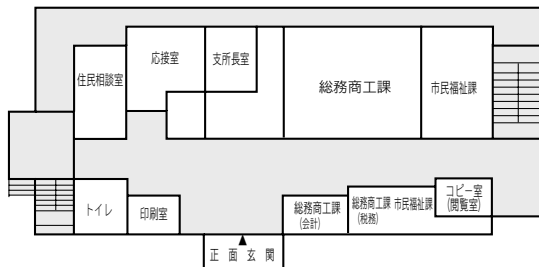 住民相談室
応接室
支所長室
総務商工課
市民福祉課
トイレ
印刷室
総務商工課
(会計)
総務商工課
(税務)
市民福祉課
コピー室
(閲覧室)
正面玄関